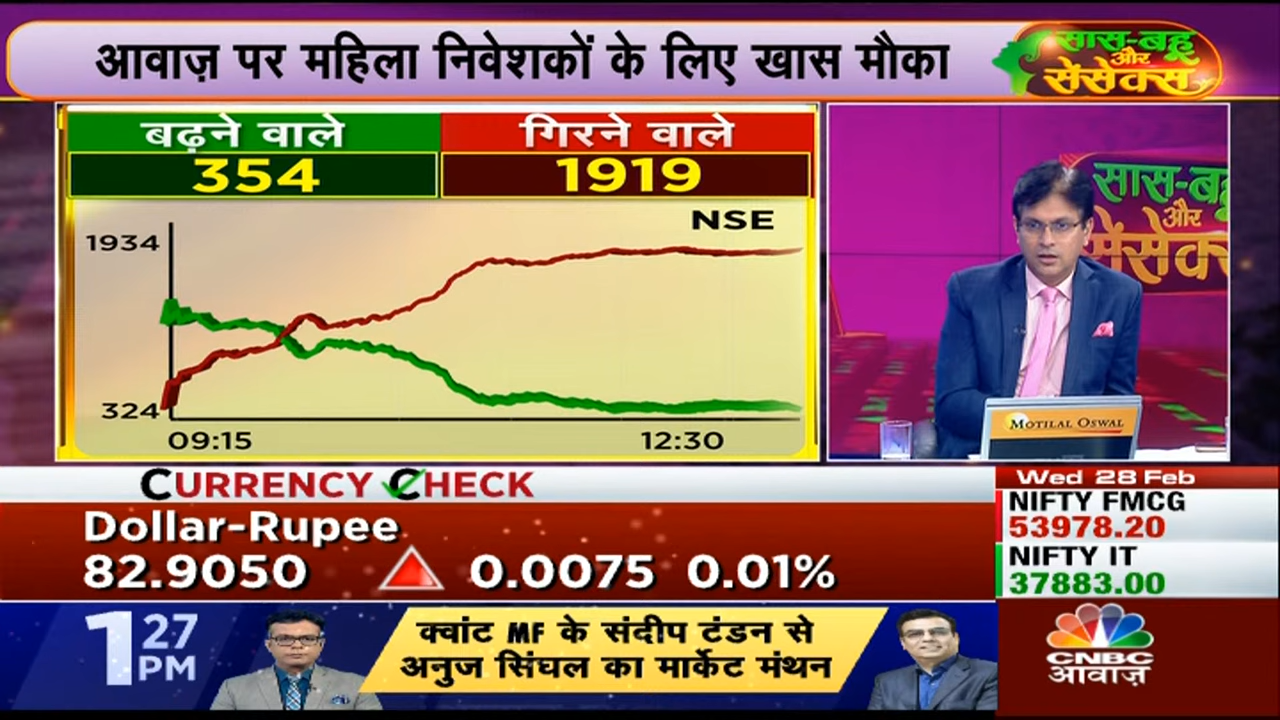 आवाज़ पर महिला निवेशकों के लिए खास मौका
सास-बहू
और
सेंसेक्स
बढ़ने वाले
गिरने वाले
354
1919
NSE
1934
324
09:15
12:30
सास-बहू
और
सेंसेक्स
MOTILAL OSWAL
CURRENCY CHECK
Dollar-Rupee
82.9050 0.0075 0.01%
Wed 28 Feb
NIFTY FMCG
53978.20
NIFTY IT
37883.00
1 27
PM
क्वांट MF के संदीप टंडन से
अनुज सिंघल का मार्केट मंथन
CNBC
आवाज़